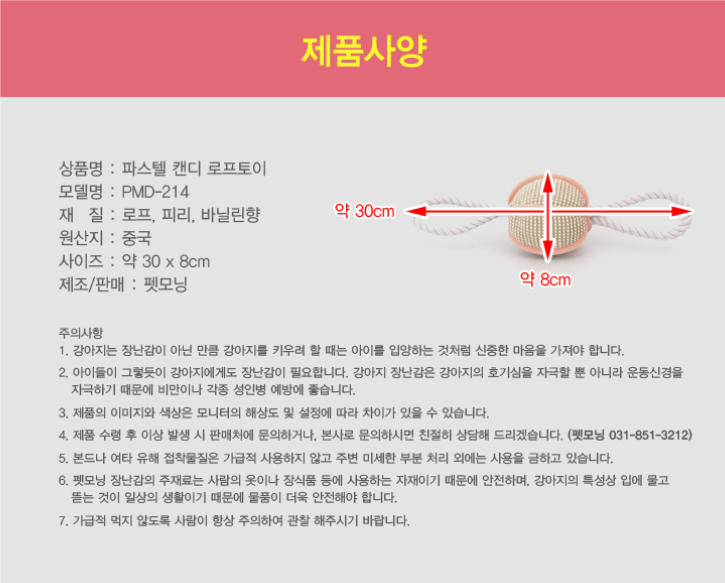 제품사양
상품명 : 파스텔 캔디 로프토이
모델명 : PMD-214
재 질 : 로프, 피리, 바닐린향
원산지 : 중국
사이즈 : 약 30 x 8cm
제조/판매 : 펫모닝
약 30cm
약 8cm
주의사항
1. 강아지는 장난감이 아닌 만큼 강아지를 키우려 할 때는 아이를 입양하는 것처럼 신중한 마음을 가져야 합니다.
2. 아이들이 그렇듯이 강아지에게도 장난감이 필요합니다. 강아지 장난감은 강아지의 호기심을 자극할 뿐 아니라 운동신경을
자극하기 때문에 비만이나 각종 성인병 예방에 좋습니다.
3. 제품의 이미지와 색상은 모니터의 해상도 및 설정에 따라 차이가 있을 수 있습니다.
4. 제품 수령 후 이상 발생 시 판매처에 문의하거나, 본사로 문의하시면 친절히 상담해 드리겠습니다. (펫모닝 031-851-3212)
5. 본드나 여타 유해 접착물질은 가급적 사용하지 않고 주변 미세한 부분 처리 외에는 사용을 금하고 있습니다.
6. 펫모닝 장난감의 주재료는 사람의 옷이나 장식품 등에 사용하는 자재이기 때문에 안전하며, 강아지의 특성상 입에 물고
뜯는 것이 일상의 생활이기 때문에 물품이 더욱 안전해야 합니다.
7. 가급적 먹지 않도록 사람이 항상 주의하여 관찰 해주시기 바랍니다.